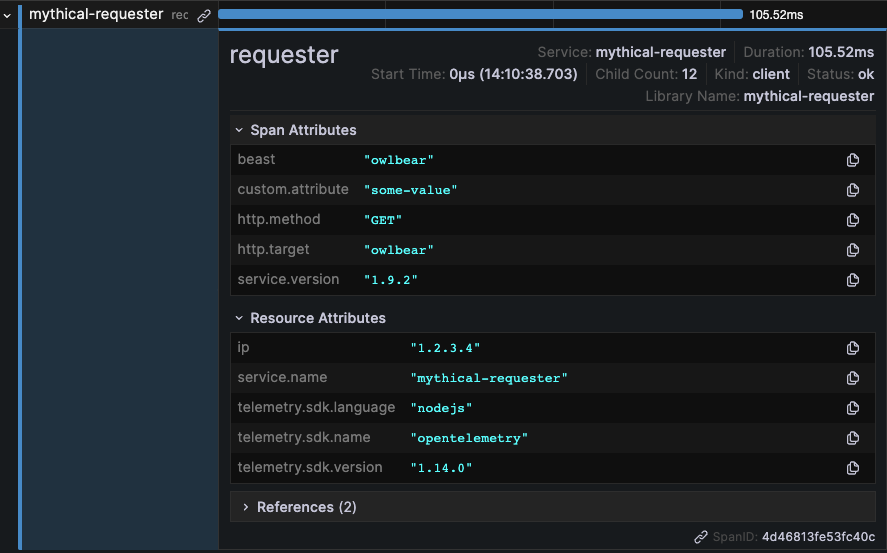 mythical-requester rec 105.52ms
requester
Service: mythical-requester Duration: 105.52ms
Start Time: 0μs (14:10:38.703) Child Count: 12 Kind: client Status: ok
Library Name: mythical-requester
Span Attributes
beast "owlbear"
custom.attribute "some-value"
http.method "GET"
http.target "owlbear"
service.version "1.9.2"
Resource Attributes
ip "1.2.3.4"
service.name "mythical-requester"
telemetry.sdk.language "nodejs"
telemetry.sdk.name "opentelemetry"
telemetry.sdk.version "1.14.0"
References (2)
SpanID: 4d46813fe53fc40c